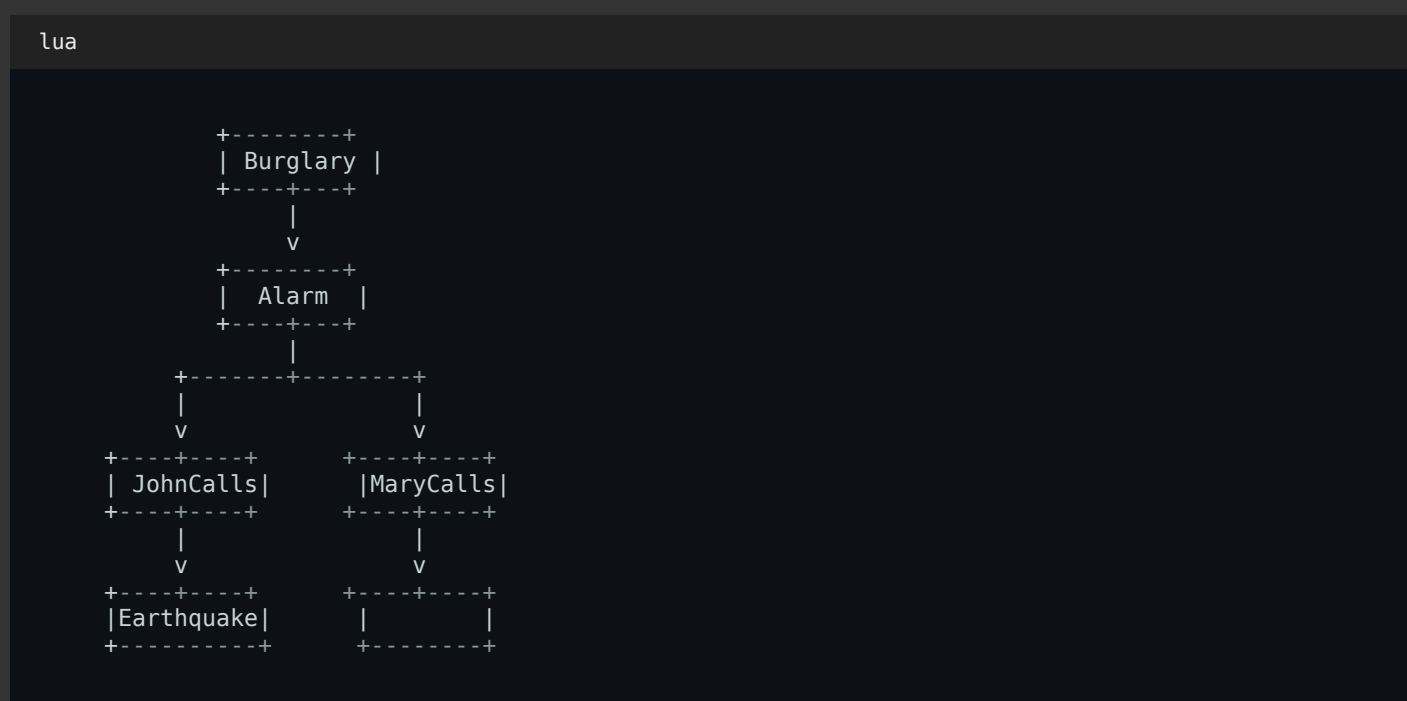 lua
+--------+
| Burglary |
+----+---+
|
v
+--------+
|  Alarm  |
+----+---+
|
+-------+--------+
|                |
v                v
+----+----+      +----+----+
| JohnCalls|      |MaryCalls|
+----+----+      +----+----+
|                |
v                v
+----+----+      +----+----+
|Earthquake|      |        |
+----------+      +--------+